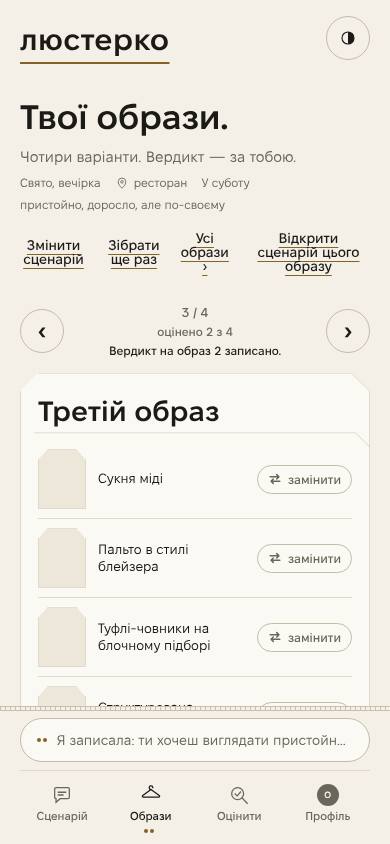 люстерко
Твої образи.
Чотири варіанти. Вердикт — за тобою.
Свято, вечірка ресторан У суботу
пристойно, доросло, але по-своєму
Змінити сценарій
Зібрати ще раз
Усі образи ›
Відкрити сценарій цього образу
‹
3 / 4
оцінено 2 з 4
Вердикт на образ 2 записано.
›
Третій образ
Сукня міді
замінити
Пальто в стилі
блейзера
замінити
Туфлі-човники на
блочному підборі
замінити
Я записала: ти хочеш виглядати пристойн...
Сценарій
Образи
Оцінити
О
Профіль